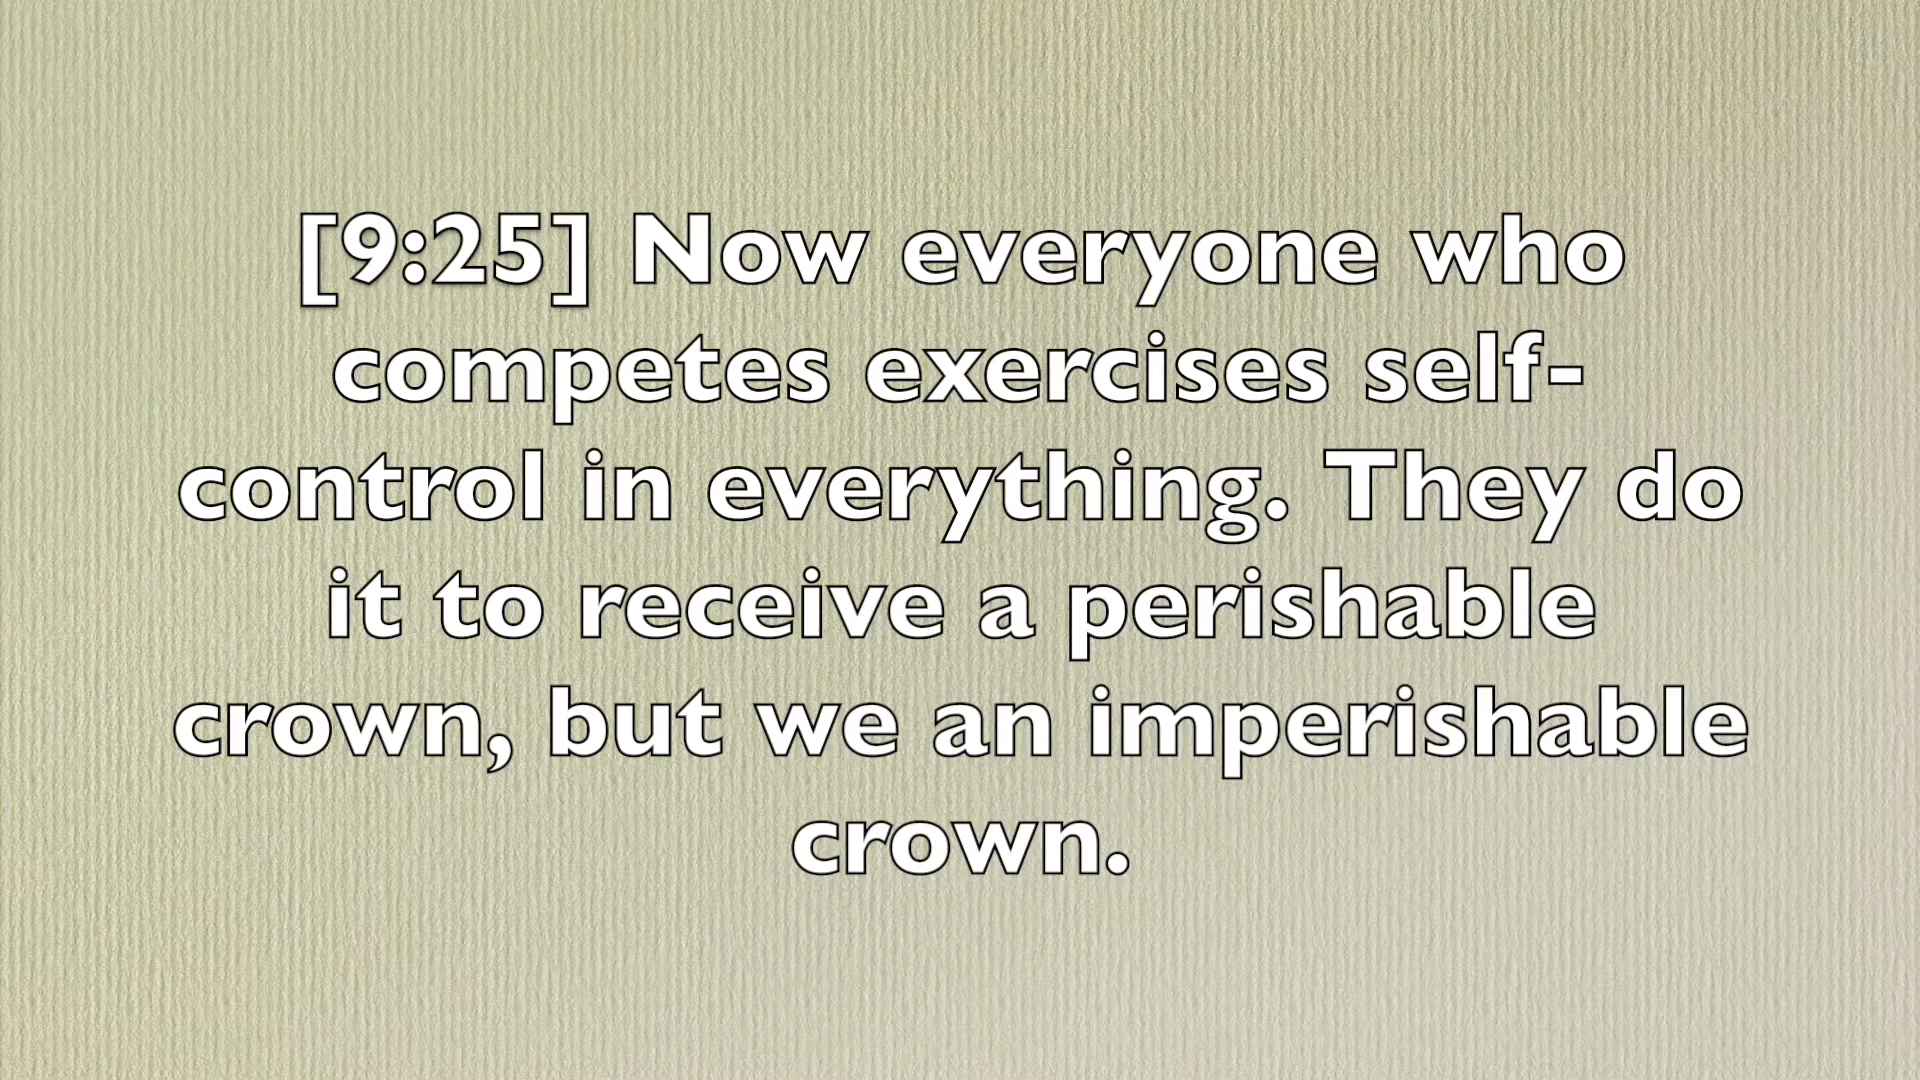 [9:25] Now everyone who
competes exercises self-
control in everything. They do
it to receive a perishable
crown, but we an imperishable
crown.